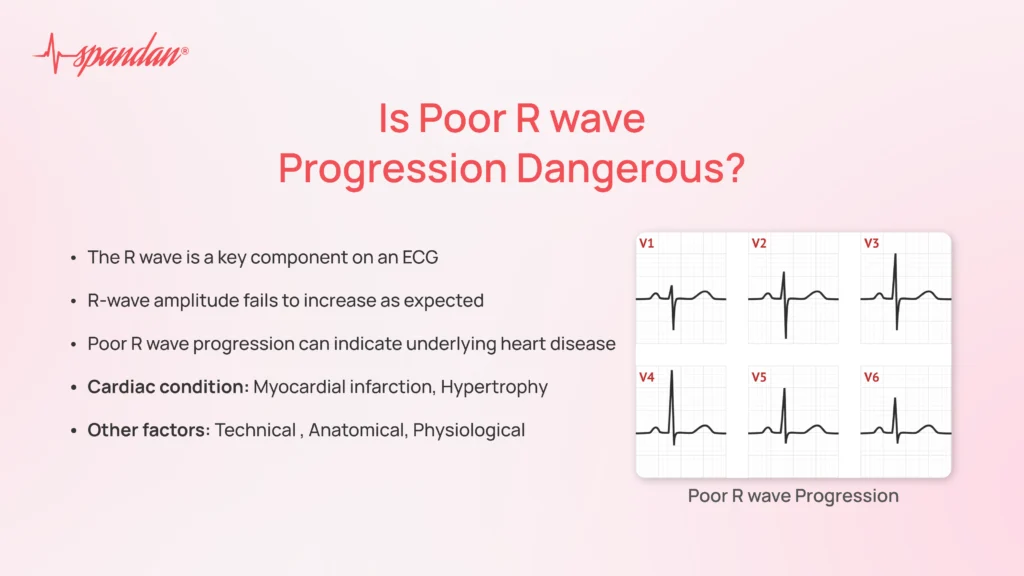 spandan®
Is Poor R wave
Progression Dangerous?
• The R wave is a key component on an ECG
• R-wave amplitude fails to increase as expected
• Poor R wave progression can indicate underlying heart disease
• Cardiac condition: Myocardial infarction, Hypertrophy
• Other factors: Technical , Anatomical, Physiological
V1 V2 V3
V4 V5 V6
Poor R wave Progression